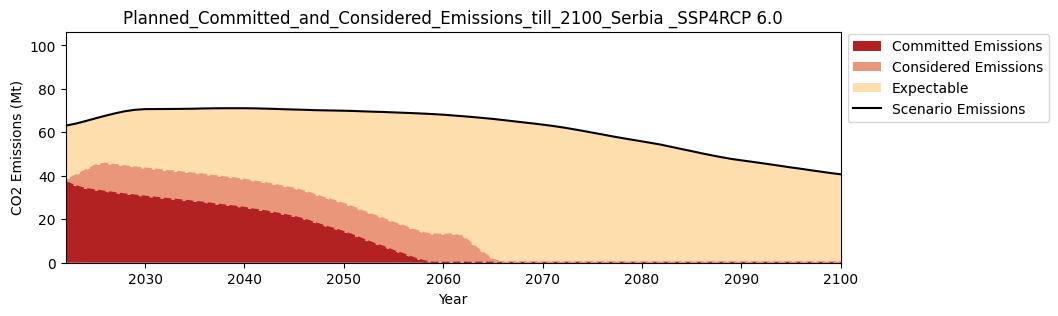 Planned_Committed_and_Considered_Emissions_till_2100_Serbia _SSP4RCP 6.0
Committed Emissions
Considered Emissions
Expectable
Scenario Emissions
CO2 Emissions (Mt)
100
80
60
40
20
0
2030 2040 2050 2060 2070 2080 2090 2100
Year